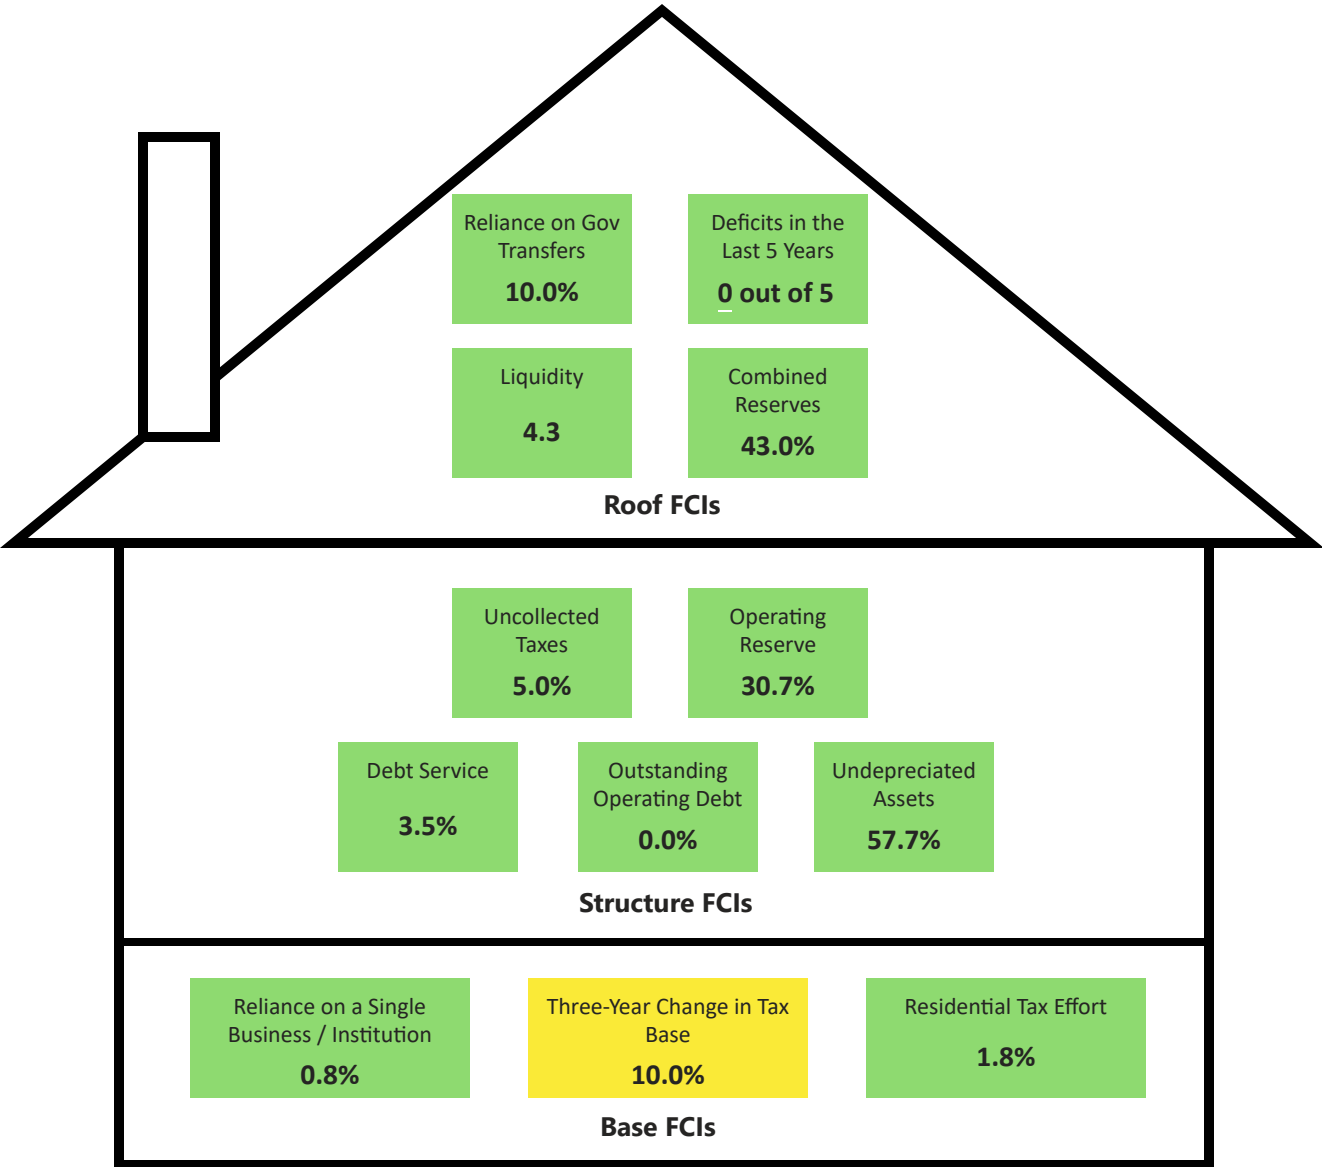 Reliance on Gov
Transfers
10.0%
Deficits in the
Last 5 Years
0 out of 5
Liquidity
4.3
Combined
Reserves
43.0%
Roof FCIs
Uncollected
Taxes
5.0%
Operating
Reserve
30.7%
Debt Service
3.5%
Outstanding
Operating Debt
0.0%
Undepreciated
Assets
57.7%
Structure FCIs
Reliance on a Single
Business / Institution
0.8%
Three-Year Change in Tax
Base
10.0%
Residential Tax Effort
1.8%
Base FCIs